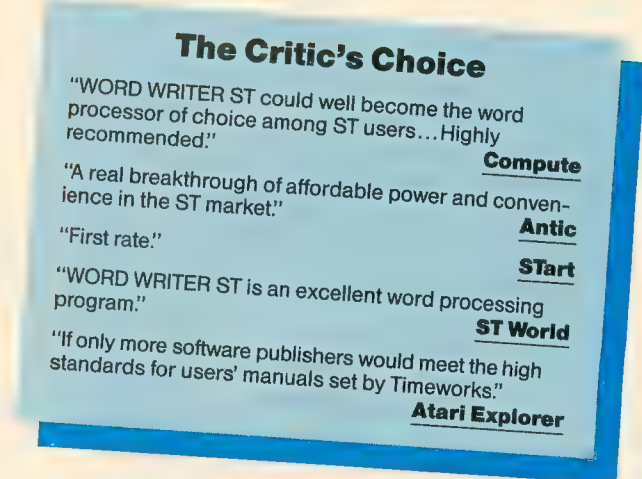 The Critic's Choice
“WORD WRITER ST could well become the word
processor of choice among ST users...Highly
recommended.”
Compute
“A real breakthrough of affordable power and conven-
ience in the ST market.”
Antic
“First rate.”
STart
“WORD WRITER ST is an excellent word processing
program.”
ST World
“If only more software publishers would meet the high
standards for users' manuals set by Timeworks.”
Atari Explorer